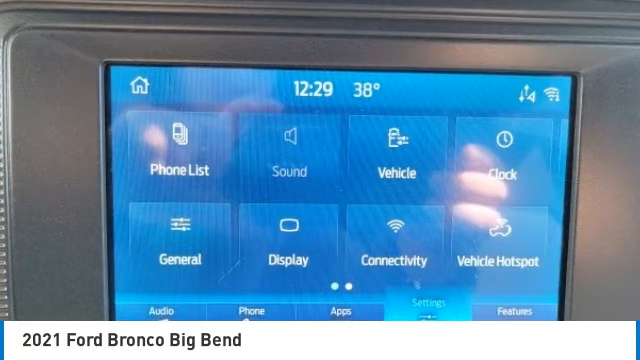 12:29 38°
Phone List Sound Vehicle Clock
General Display Connectivity Vehicle Hotspot
Audio Phone Apps Settings Features
2021 Ford Bronco Big Bend